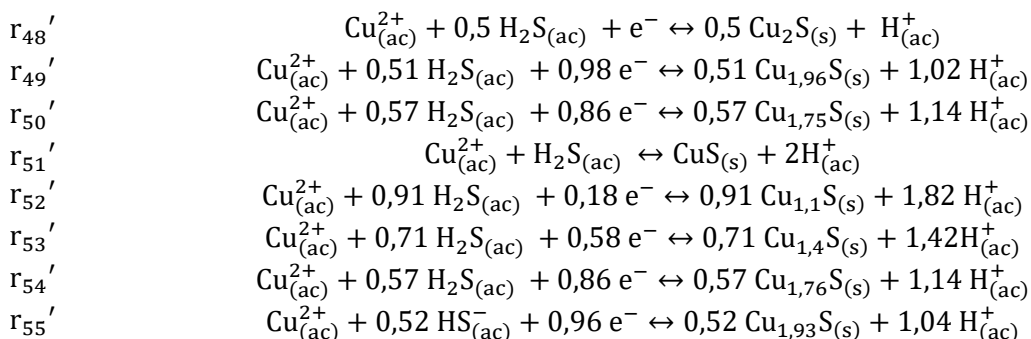 r₄₈′ Cu²⁺₍ac₎ + 0,5 H₂S₍ac₎ + e⁻ ↔ 0,5 Cu₂S₍s₎ + H⁺₍ac₎
r₄₉′ Cu²⁺₍ac₎ + 0,51 H₂S₍ac₎ + 0,98 e⁻ ↔ 0,51 Cu₁,₉₆S₍s₎ + 1,02 H⁺₍ac₎
r₅₀′ Cu²⁺₍ac₎ + 0,57 H₂S₍ac₎ + 0,86 e⁻ ↔ 0,57 Cu₁,₇₅S₍s₎ + 1,14 H⁺₍ac₎
r₅₁′ Cu²⁺₍ac₎ + H₂S₍ac₎ ↔ CuS₍s₎ + 2H⁺₍ac₎
r₅₂′ Cu²⁺₍ac₎ + 0,91 H₂S₍ac₎ + 0,18 e⁻ ↔ 0,91 Cu₁,₁S₍s₎ + 1,82 H⁺₍ac₎
r₅₃′ Cu²⁺₍ac₎ + 0,71 H₂S₍ac₎ + 0,58 e⁻ ↔ 0,71 Cu₁,₄S₍s₎ + 1,42H⁺₍ac₎
r₅₄′ Cu²⁺₍ac₎ + 0,57 H₂S₍ac₎ + 0,86 e⁻ ↔ 0,57 Cu₁,₇₆S₍s₎ + 1,14 H⁺₍ac₎
r₅₅′ Cu²⁺₍ac₎ + 0,52 HS⁻₍ac₎ + 0,96 e⁻ ↔ 0,52 Cu₁,₉₃S₍s₎ + 1,04 H⁺₍ac₎